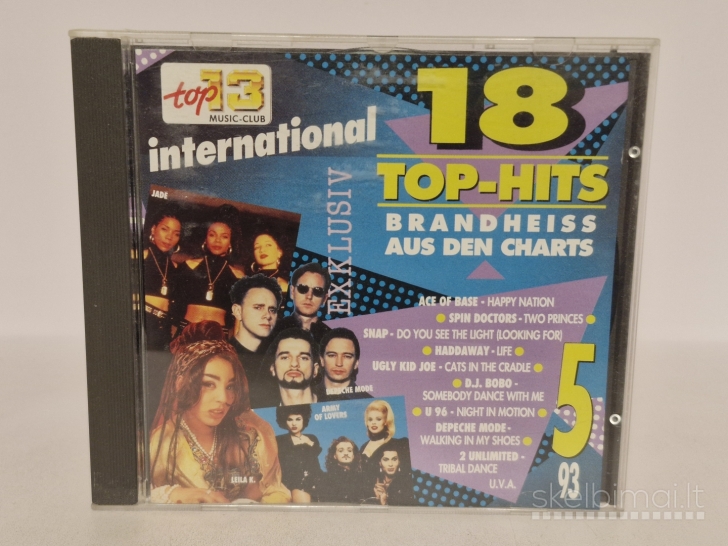 top 13
MUSIC-CLUB
international
EXKLUSIV
18
TOP-HITS
BRANDHEISS
AUS DEN CHARTS
JADE
DEPECHE MODE
ARMY
OF LOVERS
LEILA K.
ACE OF BASE - HAPPY NATION
SPIN DOCTORS - TWO PRINCES
SNAP - DO YOU SEE THE LIGHT (LOOKING FOR)
HADDAWAY - LIFE
UGLY KID JOE - CATS IN THE CRADLE
D.J. BOBO -
SOMEBODY DANCE WITH ME
U 96 - NIGHT IN MOTION
DEPECHE MODE -
WALKING IN MY SHOES
2 UNLIMITED -
TRIBAL DANCE
U.V.A.
5
93
skelbimai.lt